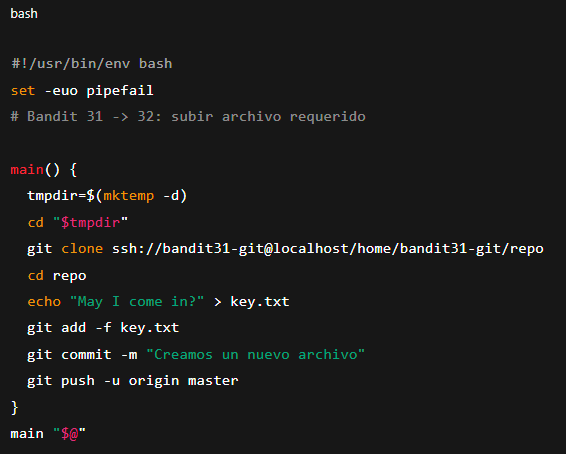 bash
#!/usr/bin/env bash
set -euo pipefail
# Bandit 31 -> 32: subir archivo requerido
main() {
tmpdir=$(mktemp -d)
cd "$tmpdir"
git clone ssh://bandit31-git@localhost/home/bandit31-git/repo
cd repo
echo "May I come in?" > key.txt
git add -f key.txt
git commit -m "Creamos un nuevo archivo"
git push -u origin master
}
main "$@"